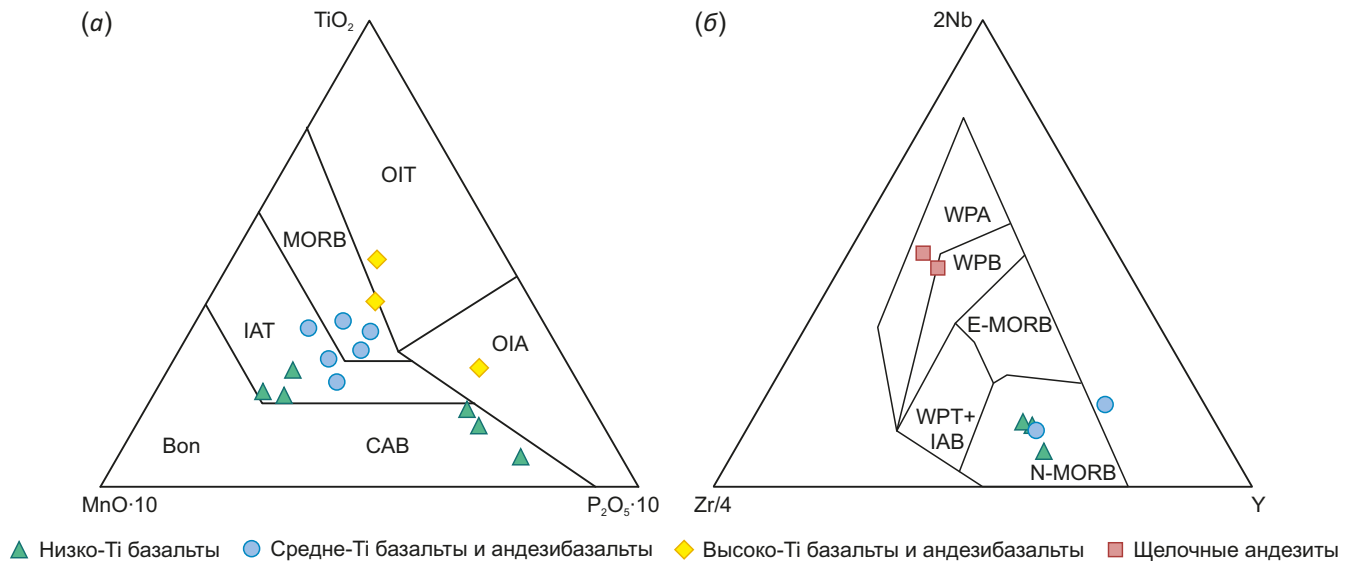 (а)
TiO₂
OIT
MORB
IAT
OIA
Bon
CAB
MnO·10
P₂O₅·10
(б)
2Nb
WPA
WPB
E-MORB
WPT+
IAB
N-MORB
Zr/4
Y
Низко-Ti базальты
Средне-Ti базальты и андезибазальты
Высоко-Ti базальты и андезибазальты
Щелочные андезиты